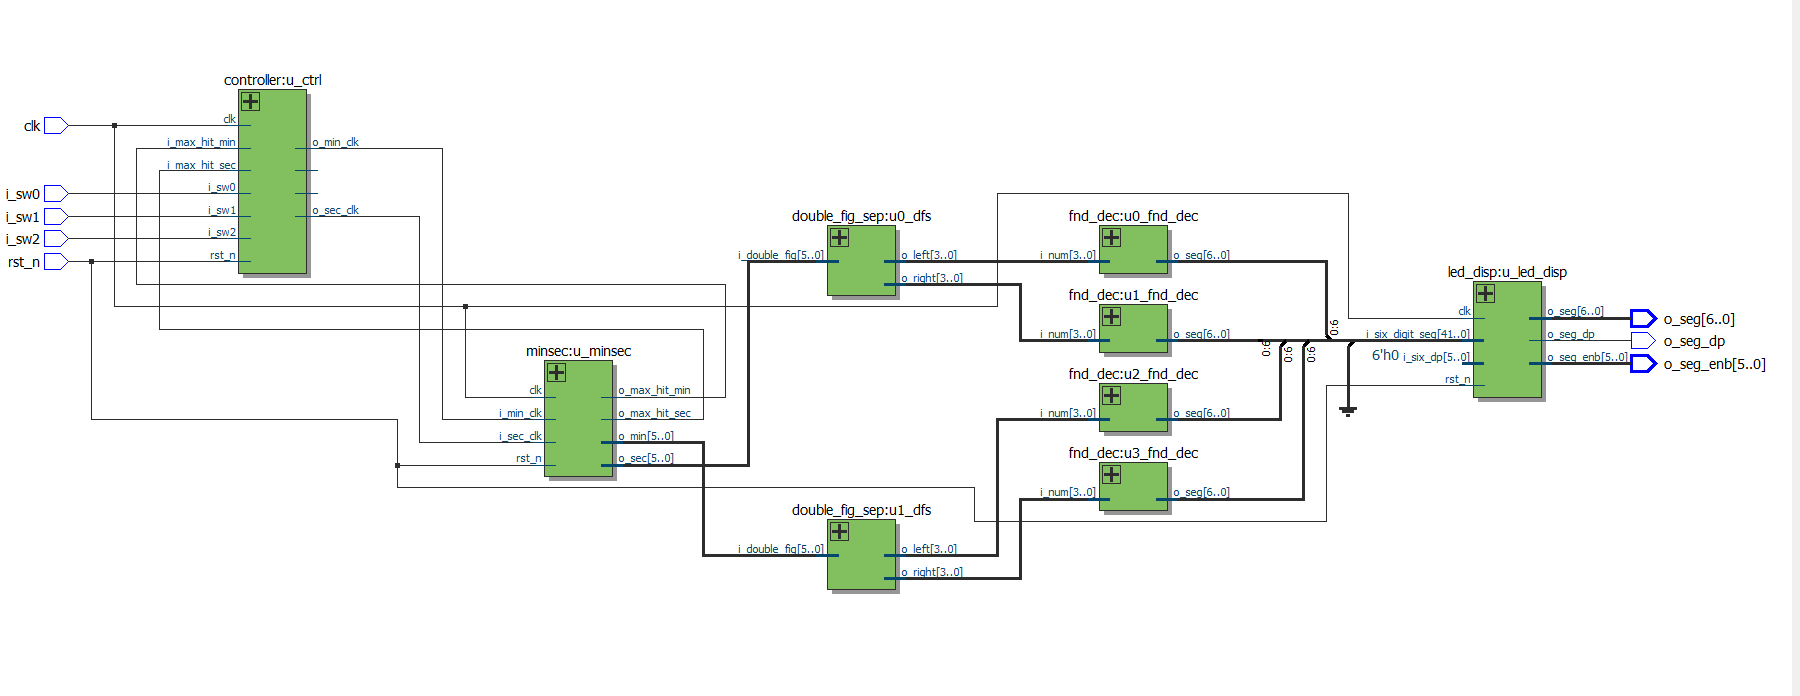 controller:u_ctrl
clk
clk
i_max_hit_min
o_min_clk
i_max_hit_sec
i_sw0
i_sw0
i_sw1
i_sw1
o_sec_clk
i_sw2
i_sw2
rst_n
rst_n
double_fig_sep:u0_dfs
i_double_fig[5..0]
o_left[3..0]
o_right[3..0]
fnd_dec:u0_fnd_dec
i_num[3..0]
o_seg[6..0]
fnd_dec:u1_fnd_dec
i_num[3..0]
o_seg[6..0]
fnd_dec:u2_fnd_dec
i_num[3..0]
o_seg[6..0]
fnd_dec:u3_fnd_dec
i_num[3..0]
o_seg[6..0]
minsec:u_minsec
clk
o_max_hit_min
i_min_clk
o_max_hit_sec
i_sec_clk
o_min[5..0]
rst_n
o_sec[5..0]
double_fig_sep:u1_dfs
i_double_fig[5..0]
o_left[3..0]
o_right[3..0]
0:6
0:6
0:6
0:6
led_disp:u_led_disp
clk
o_seg[6..0]
o_seg[6..0]
i_six_digit_seg[41..0]
o_seg_dp
o_seg_dp
6'h0 i_six_dp[5..0]
o_seg_enb[5..0]
o_seg_enb[5..0]
rst_n